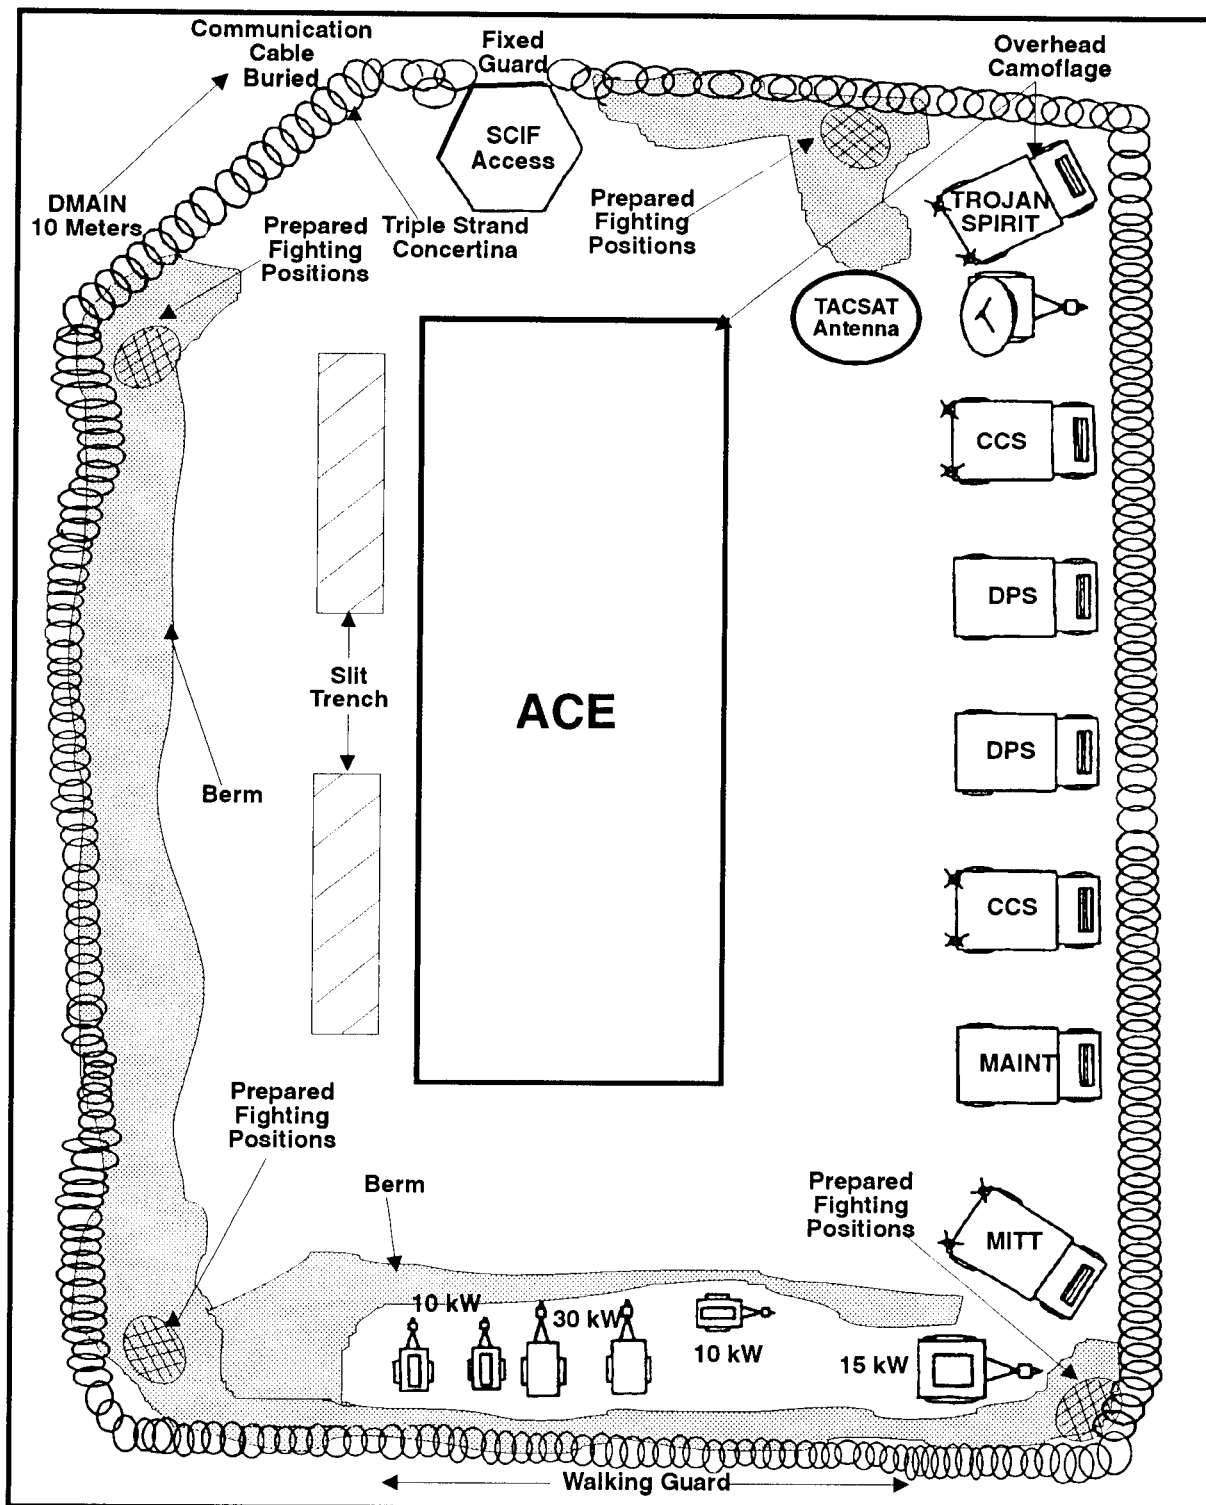 Communication
Cable
Buried
Fixed
Guard
Overhead
Camoflage
SCIF
Access
DMAIN
10 Meters
Prepared
Fighting
Positions
Triple Strand
Concertina
Prepared
Fighting
Positions
TROJAN
SPIRIT
TACSAT
Antenna
CCS
DPS
Slit
Trench
ACE
DPS
Berm
CCS
MAINT
Prepared
Fighting
Positions
Berm
Prepared
Fighting
Positions
MITT
10 kW
30 kW
10 kW
15 kW
Walking Guard